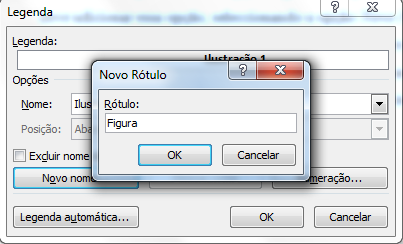 Legenda
Legenda:
Ilustração 1
Opções
Nome: Ilus
Posição: Aba
Excluir nome
Novo nom
meração...
Legenda automática... OK Cancelar
Novo Rótulo
Rótulo:
Figura
OK Cancelar